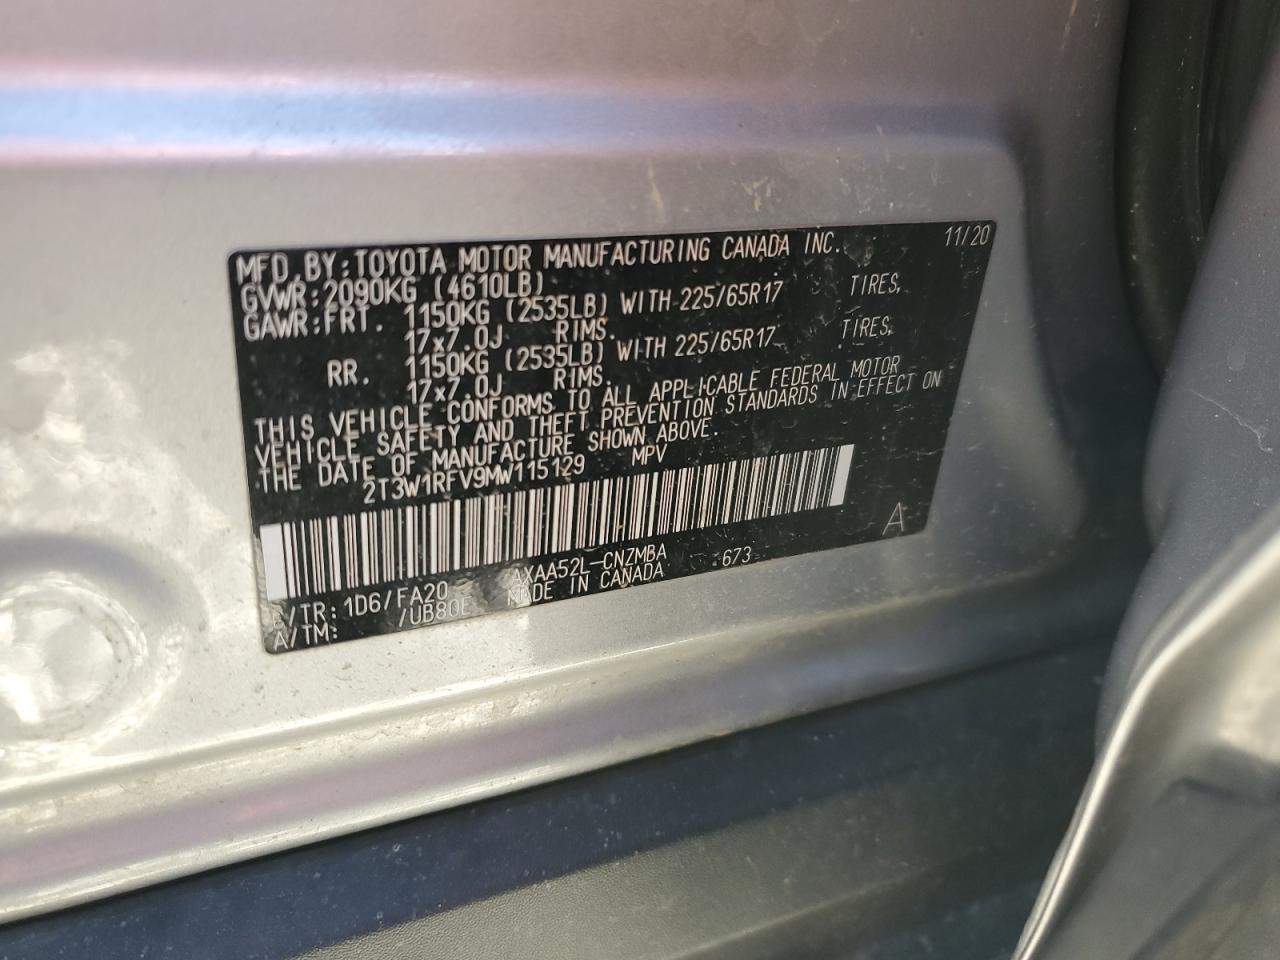 MFD. BY: TOYOTA MOTOR MANUFACTURING CANADA INC. 11/20
GVWR: 2090KG (4610LB)
GAWR: FRT. 1150KG (2535LB) WITH 225/65R17 TIRES,
17x7.0J RIMS.
RR. 1150KG (2535LB) WITH 225/65R17 TIRES,
17x7.0J RIMS.
THIS VEHICLE CONFORMS TO ALL APPLICABLE FEDERAL MOTOR
VEHICLE SAFETY AND THEFT PREVENTION STANDARDS IN EFFECT ON
THE DATE OF MANUFACTURE SHOWN ABOVE.
2T3W1RFV9MW115129 MPV
A
C/TR: 1D6/FA20 AXAA52L-CNZMBA 673
A/TM: /UB80E MADE IN CANADA